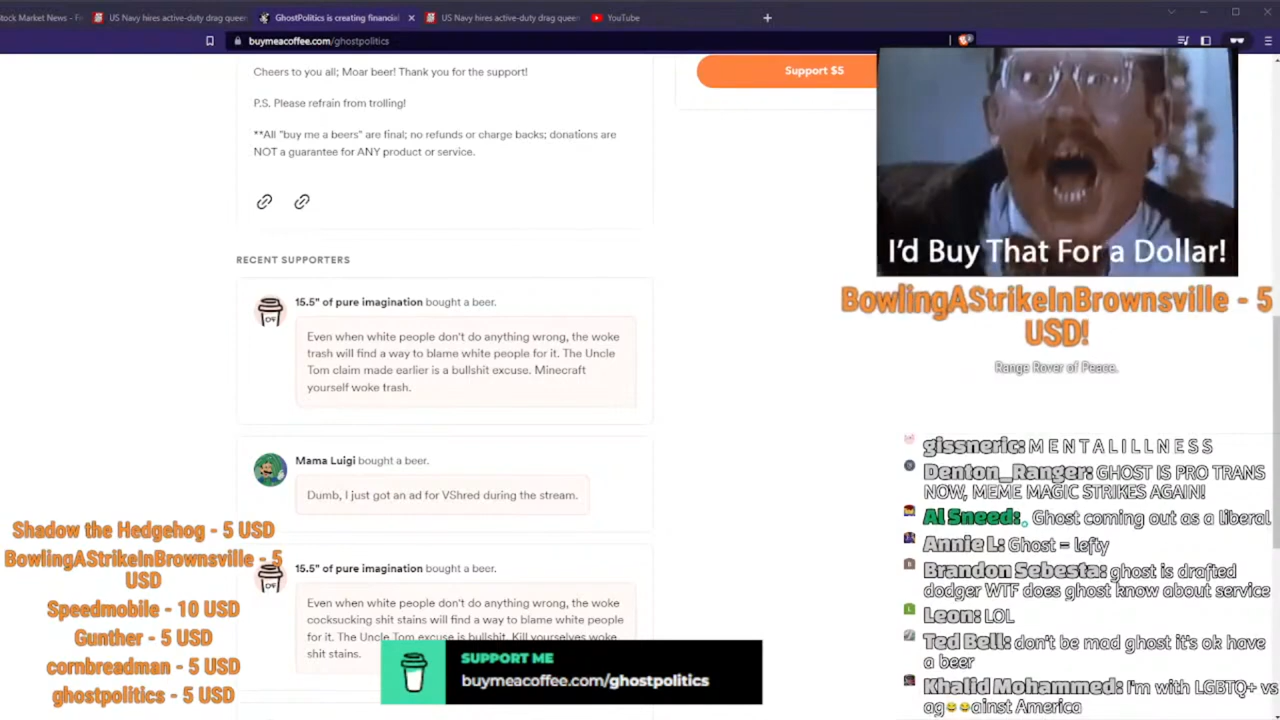 tock Market News - Fi
US Navy hires active-duty drag queen
GhostPolitics is creating financial
US Navy hires active-duty drag queen
YouTube
buymeacoffee.com/ghostpolitics
Cheers to you all; Moar beer! Thank you for the support!
P.S. Please refrain from trolling!
**All "buy me a beers" are final; no refunds or charge backs; donations are
NOT a guarantee for ANY product or service.
RECENT SUPPORTERS
15.5" of pure imagination bought a beer.
Even when white people don't do anything wrong, the woke
trash will find a way to blame white people for it. The Uncle
Tom claim made earlier is a bullshit excuse. Minecraft
yourself woke trash.
Mama Luigi bought a beer.
Dumb, I just got an ad for VShred during the stream.
15.5" of pure imagination bought a beer.
Even when white people don't do anything wrong, the woke
cocksucking shit stains will find a way to blame white people
for it. The Uncle Tom excuse is bullshit. Kill yourselves woke
shit stains.
Support $5
I'd Buy That For a Dollar!
BowlingAStrikeInBrownsville - 5
USD!
Range Rover of Peace.
gissneric: M E N T A L I L L N E S S
Denton_Ranger: GHOST IS PRO TRANS
NOW, MEME MAGIC STRIKES AGAIN!
Al Sneed: Ghost coming out as a liberal
Annie L: Ghost = lefty
Brandon Sebesta: ghost is drafted
dodger WTF does ghost know about service
Leon: LOL
Ted Bell: don't be mad ghost it's ok have
a beer
Khalid Mohammed: I'm with LGBTQ+ vs
ag😂😂ainst America
Shadow the Hedgehog - 5 USD
BowlingAStrikeInBrownsville - 5
USD
Speedmobile - 10 USD
Gunther - 5 USD
cornbreadman - 5 USD
ghostpolitics - 5 USD
SUPPORT ME
buymeacoffee.com/ghostpolitics